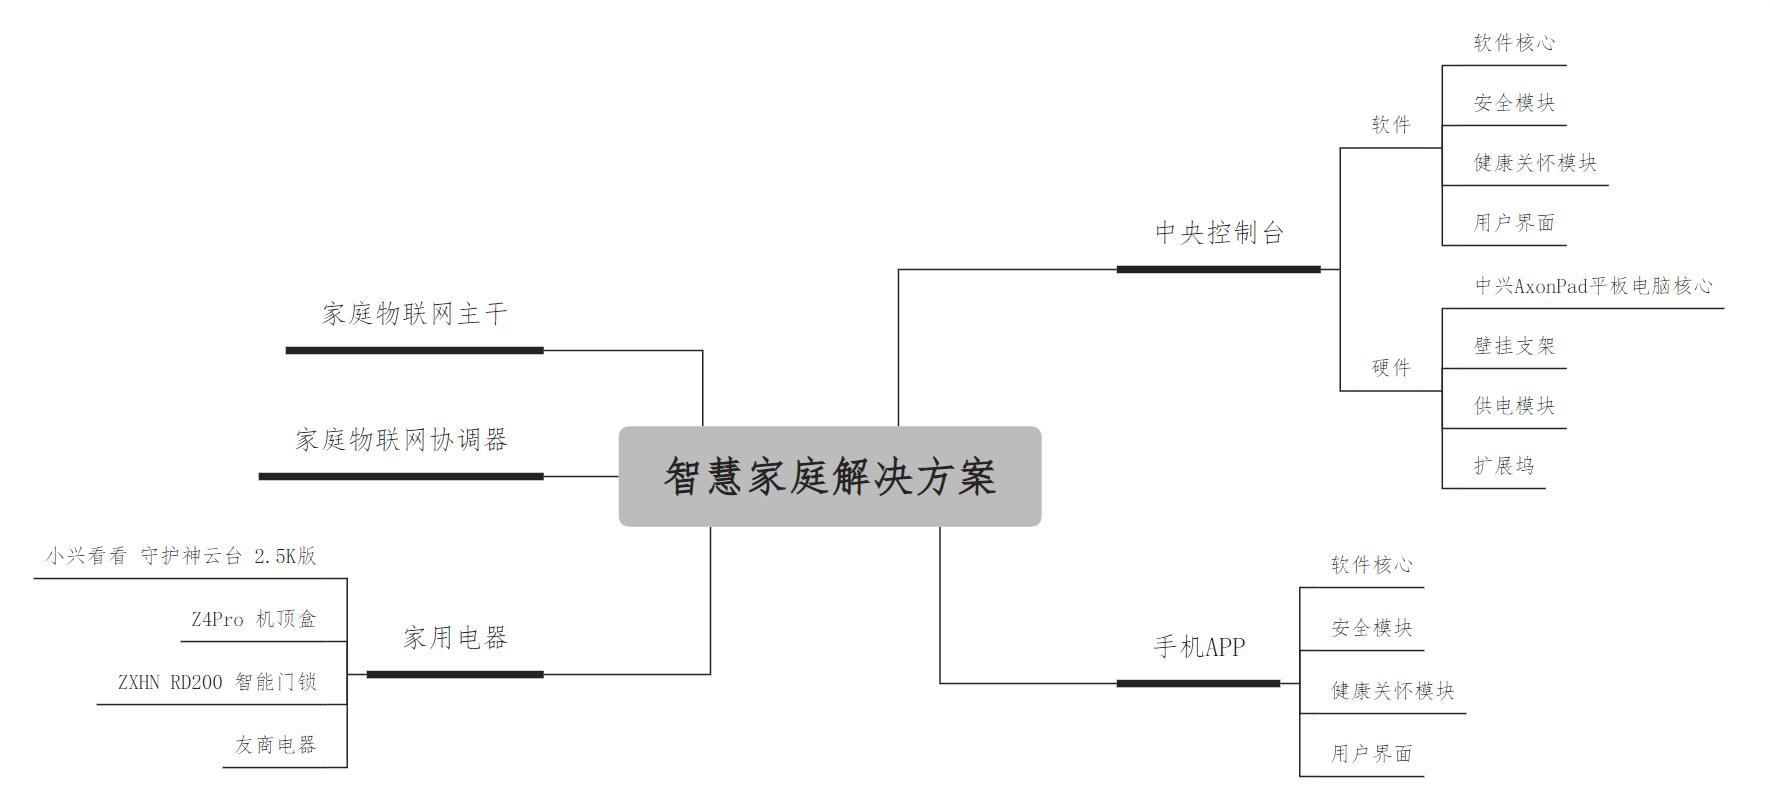 智慧家庭解决方案
中央控制台
软件
软件核心
安全模块
健康关怀模块
用户界面
硬件
中兴AxonPad平板电脑核心
壁挂支架
供电模块
扩展坞
手机APP
软件核心
安全模块
健康关怀模块
用户界面
家庭物联网主干
家庭物联网协调器
家用电器
小兴看看 守护神云台 2.5K版
Z4Pro 机顶盒
ZXHN RD200 智能门锁
友商电器